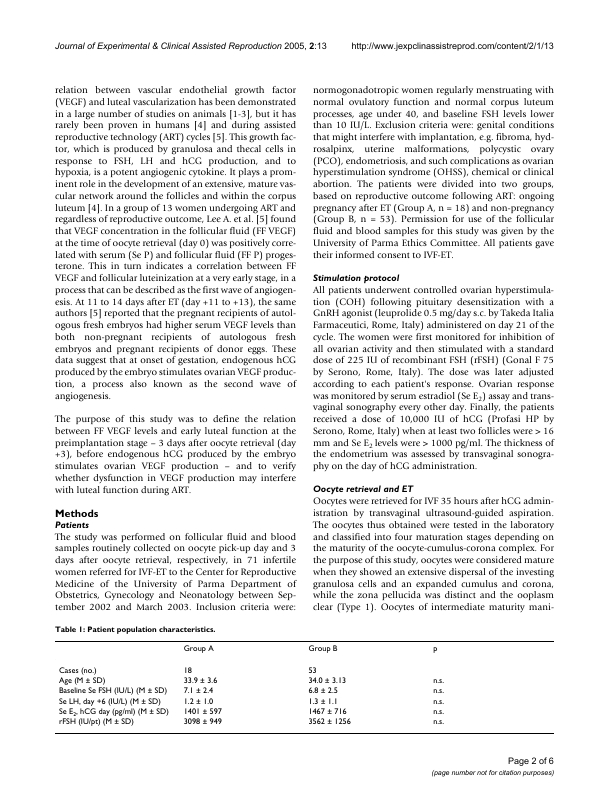 Journal of Experimental & Clinical Assisted Reproduction 2005, 2:13
http://www.jexpclinassistreprod.com/content/2/1/13
relation between vascular endothelial growth factor
(VEGF) and luteal vascularization has been demonstrated
in a large number of studies on animals [1-3], but it has
rarely been proven in humans [4] and during assisted
reproductive technology (ART) cycles [5]. This growth fac-
tor, which is produced by granulosa and thecal cells in
response to FSH, LH and hCG production, and to
hypoxia, is a potent angiogenic cytokine. It plays a prom-
inent role in the development of an extensive, mature vas-
cular network around the follicles and within the corpus
luteum [4]. In a group of 13 women undergoing ART and
regardless of reproductive outcome, Lee A. et al. [5] found
that VEGF concentration in the follicular fluid (FF VEGF)
at the time of oocyte retrieval (day 0) was positively corre-
lated with serum (Se P) and follicular fluid (FF P) proges-
terone. This in turn indicates a correlation between FF
VEGF and follicular luteinization at a very early stage, in a
process that can be described as the first wave of angiogen-
esis. At 11 to 14 days after ET (day +11 to +13), the same
authors [5] reported that the pregnant recipients of autol-
ogous fresh embryos had higher serum VEGF levels than
both non-pregnant recipients of autologous fresh
embryos and pregnant recipients of donor eggs. These
data suggest that at onset of gestation, endogenous hCG
produced by the embryo stimulates ovarian VEGF produc-
tion, a process also known as the second wave of
angiogenesis.
The purpose of this study was to define the relation
between FF VEGF levels and early luteal function at the
preimplantation stage – 3 days after oocyte retrieval (day
+3), before endogenous hCG produced by the embryo
stimulates ovarian VEGF production – and to verify
whether dysfunction in VEGF production may interfere
with luteal function during ART.
Methods
Patients
The study was performed on follicular fluid and blood
samples routinely collected on oocyte pick-up day and 3
days after oocyte retrieval, respectively, in 71 infertile
women referred for IVF-ET to the Center for Reproductive
Medicine of the University of Parma Department of
Obstetrics, Gynecology and Neonatology between Sep-
tember 2002 and March 2003. Inclusion criteria were:
normogonadotropic women regularly menstruating with
normal ovulatory function and normal corpus luteum
processes, age under 40, and baseline FSH levels lower
than 10 IU/L. Exclusion criteria were: genital conditions
that might interfere with implantation, e.g. fibroma, hyd-
rosalpinx, uterine malformations, polycystic ovary
(PCO), endometriosis, and such complications as ovarian
hyperstimulation syndrome (OHSS), chemical or clinical
abortion. The patients were divided into two groups,
based on reproductive outcome following ART: ongoing
pregnancy after ET (Group A, n = 18) and non-pregnancy
(Group B, n = 53). Permission for use of the follicular
fluid and blood samples for this study was given by the
University of Parma Ethics Committee. All patients gave
their informed consent to IVF-ET.
Stimulation protocol
All patients underwent controlled ovarian hyperstimula-
tion (COH) following pituitary desensitization with a
GnRH agonist (leuprolide 0.5 mg/day s.c. by Takeda Italia
Farmaceutici, Rome, Italy) administered on day 21 of the
cycle. The women were first monitored for inhibition of
all ovarian activity and then stimulated with a standard
dose of 225 IU of recombinant FSH (rFSH) (Gonal F 75
by Serono, Rome, Italy). The dose was later adjusted
according to each patient's response. Ovarian response
was monitored by serum estradiol (Se E2) assay and trans-
vaginal sonography every other day. Finally, the patients
received a dose of 10,000 IU of hCG (Profasi HP by
Serono, Rome, Italy) when at least two follicles were > 16
mm and Se E2 levels were > 1000 pg/ml. The thickness of
the endometrium was assessed by transvaginal sonogra-
phy on the day of hCG administration.
Oocyte retrieval and ET
Oocytes were retrieved for IVF 35 hours after hCG admin-
istration by transvaginal ultrasound-guided aspiration.
The oocytes thus obtained were tested in the laboratory
and classified into four maturation stages depending on
the maturity of the oocyte-cumulus-corona complex. For
the purpose of this study, oocytes were considered mature
when they showed an extensive dispersal of the investing
granulosa cells and an expanded cumulus and corona,
while the zona pellucida was distinct and the ooplasm
clear (Type 1). Oocytes of intermediate maturity mani-
Table 1: Patient population characteristics.
Group A Group B p
Cases (no.) 18 53
Age (M ± SD) 33.9 ± 3.6 34.0 ± 3.13 n.s.
Baseline Se FSH (IU/L) (M ± SD) 7.1 ± 2.4 6.8 ± 2.5 n.s.
Se LH, day +6 (IU/L) (M ± SD) 1.2 ± 1.0 1.3 ± 1.1 n.s.
Se E2, hCG day (pg/ml) (M ± SD) 1401 ± 597 1467 ± 716 n.s.
rFSH (IU/pt) (M ± SD) 3098 ± 949 3562 ± 1256 n.s.
Page 2 of 6
(page number not for citation purposes)